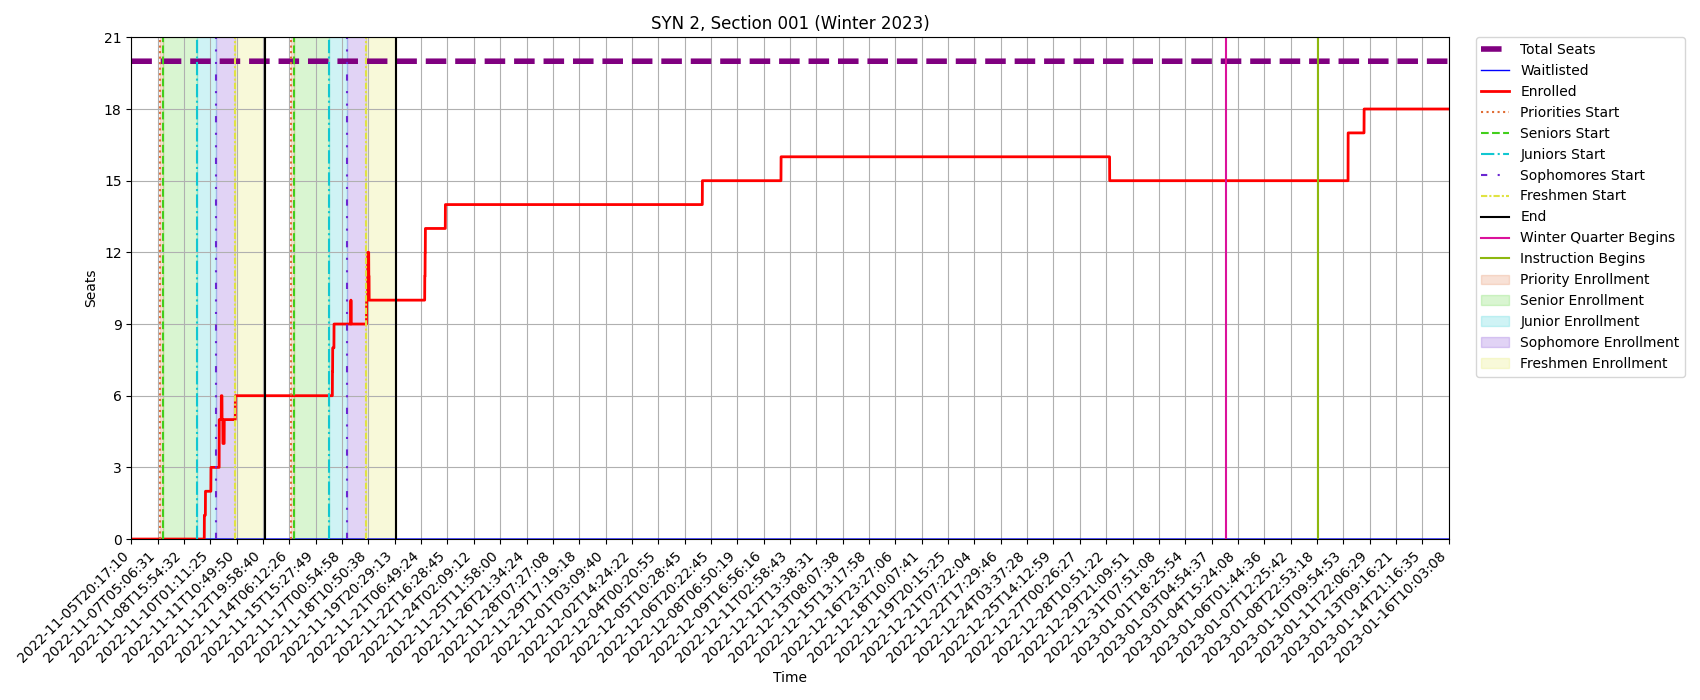 SYN 2, Section 001 (Winter 2023)
21
18
15
12
9
6
3
0
Seats
2022-11-05T20:17:10
2022-11-07T05:06:31
2022-11-08T15:54:32
2022-11-10T01:11:25
2022-11-11T10:49:50
2022-11-12T19:58:40
2022-11-14T06:12:26
2022-11-15T15:27:49
2022-11-17T00:54:58
2022-11-18T10:50:38
2022-11-19T20:29:13
2022-11-21T06:49:24
2022-11-22T16:28:45
2022-11-24T02:09:12
2022-11-25T11:58:00
2022-11-26T21:34:24
2022-11-28T07:27:08
2022-11-29T17:19:18
2022-12-01T03:09:40
2022-12-02T14:24:22
2022-12-04T00:20:55
2022-12-05T10:28:45
2022-12-06T20:22:45
2022-12-08T06:50:19
2022-12-09T16:56:16
2022-12-11T02:58:43
2022-12-12T13:38:31
2022-12-13T18:07:38
2022-12-15T13:17:58
2022-12-16T23:27:06
2022-12-18T10:07:41
2022-12-19T20:15:25
2022-12-21T07:22:04
2022-12-22T17:29:46
2022-12-24T03:37:28
2022-12-25T14:12:59
2022-12-27T00:26:27
2022-12-28T10:51:22
2022-12-29T21:09:51
2022-12-31T07:51:08
2023-01-01T18:25:54
2023-01-03T04:54:37
2023-01-04T15:24:08
2023-01-06T01:44:36
2023-01-07T12:25:42
2023-01-08T22:53:18
2023-01-10T09:54:53
2023-01-11T22:06:29
2023-01-13T09:16:21
2023-01-14T21:16:35
2023-01-16T10:03:08
Time
Total Seats
Waitlisted
Enrolled
Priorities Start
Seniors Start
Juniors Start
Sophomores Start
Freshmen Start
End
Winter Quarter Begins
Instruction Begins
Priority Enrollment
Senior Enrollment
Junior Enrollment
Sophomore Enrollment
Freshmen Enrollment